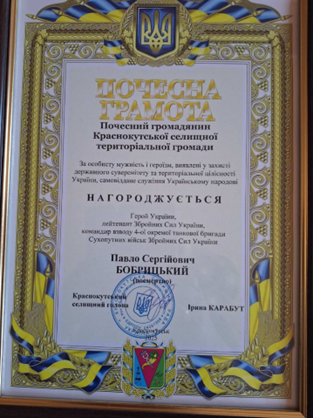 ПОЧЕСНА
ГРАМОТА
Почесний громадянин
Краснокутської селищної
територіальної громади
За особисту мужність і героїзм, виявлені у захисті
державного суверенітету та територіальної цілісності
України, самовіддане служіння Українському народові
НАГОРОДЖУЄТЬСЯ
Герой України,
лейтенант Збройних Сил України,
командир взводу 4-ої окремої танкової бригади
Сухопутних військ Збройних Сил України
Павло Сергійович
БОБРИЦЬКИЙ
(посмертно)
Краснокутський
селищний голова
Ірина КАРАБУТ
Краснокутськ